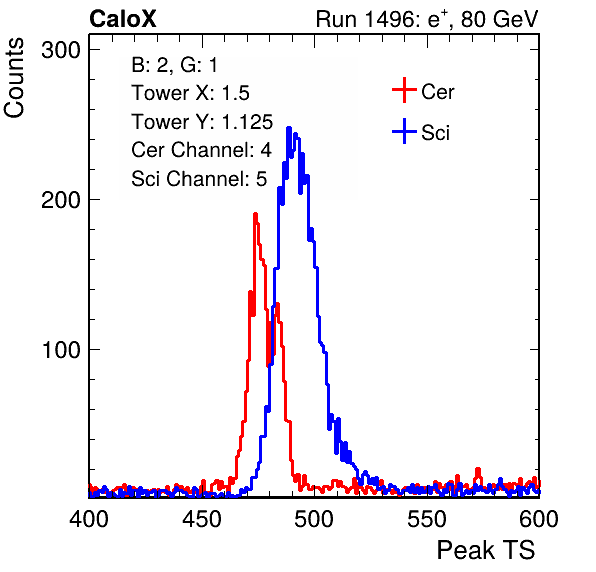 CaloX
Run 1496: e+, 80 GeV
Counts
300
200
100
B: 2, G: 1
Tower X: 1.5
Tower Y: 1.125
Cer Channel: 4
Sci Channel: 5
Cer
Sci
400 450 500 550 600
Peak TS